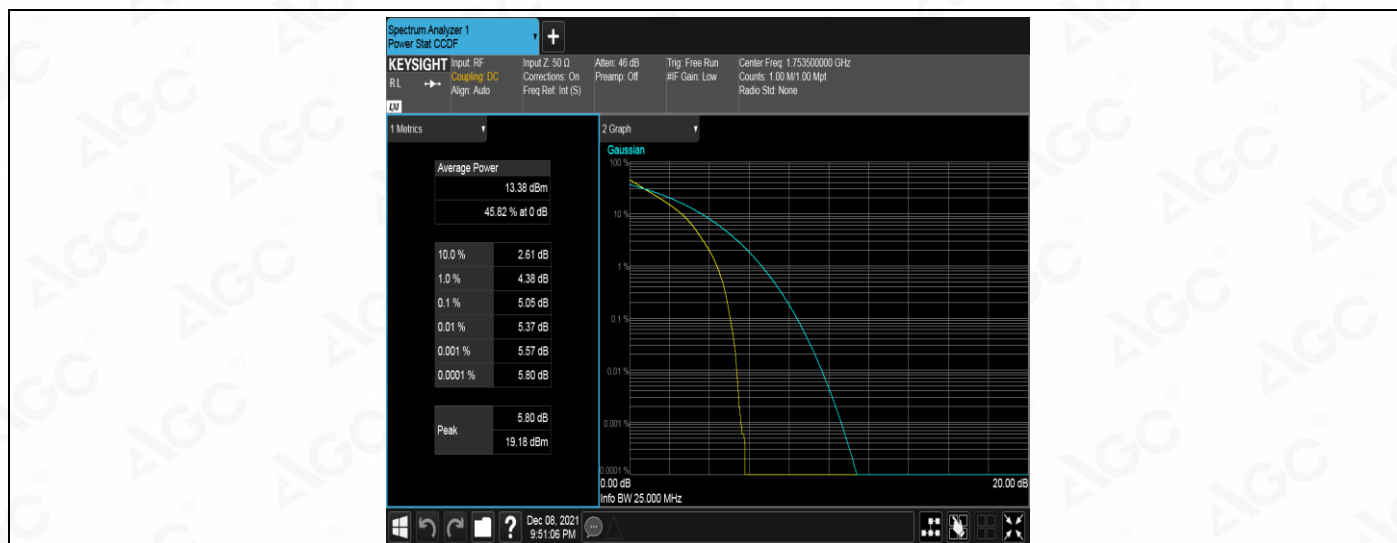 Spectrum Analyzer 1
Power Stat CCDF
KEYSIGHT
R L
LXI
Input: RF
Coupling: DC
Align: Auto
Input Z: 50 Ω
Corrections: On
Freq Ref: Int (S)
Atten: 46 dB
Preamp: Off
Trig: Free Run
#IF Gain: Low
Center Freq: 1.753500000 GHz
Counts: 1.00 M/1.00 Mpt
Radio Std: None
1 Metrics
Average Power
13.38 dBm
45.82 % at 0 dB
10.0 % 2.61 dB
1.0 % 4.38 dB
0.1 % 5.05 dB
0.01 % 5.37 dB
0.001 % 5.57 dB
0.0001 % 5.80 dB
Peak
5.80 dB
19.18 dBm
2 Graph
Gaussian
100 %
10 %
1 %
0.1 %
0.01 %
0.001 %
0.0001 %
0.00 dB 20.00 dB
Info BW 25.000 MHz
Dec 08, 2021
9:51:06 PM
AGC